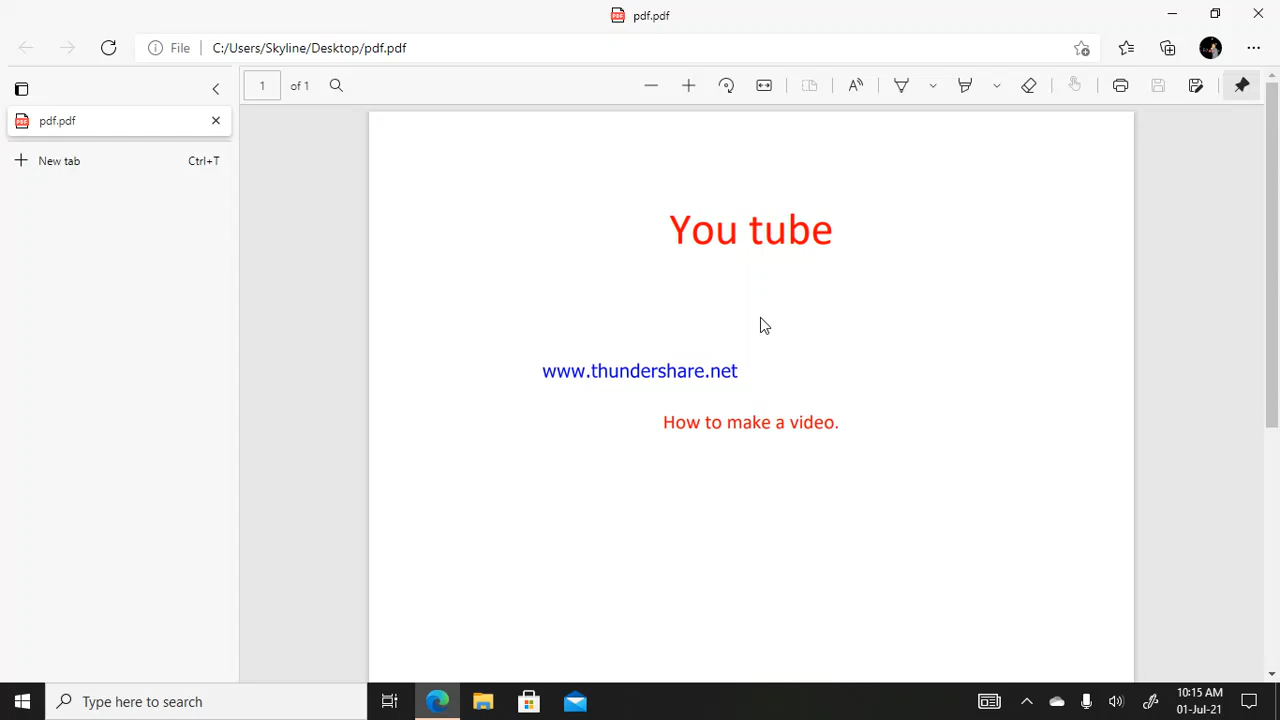 pdf.pdf
File C:/Users/Skyline/Desktop/pdf.pdf
1 of 1
pdf.pdf
New tab Ctrl+T
You tube
www.thundershare.net
How to make a video.
Type here to search
10:15 AM
01-Jul-21